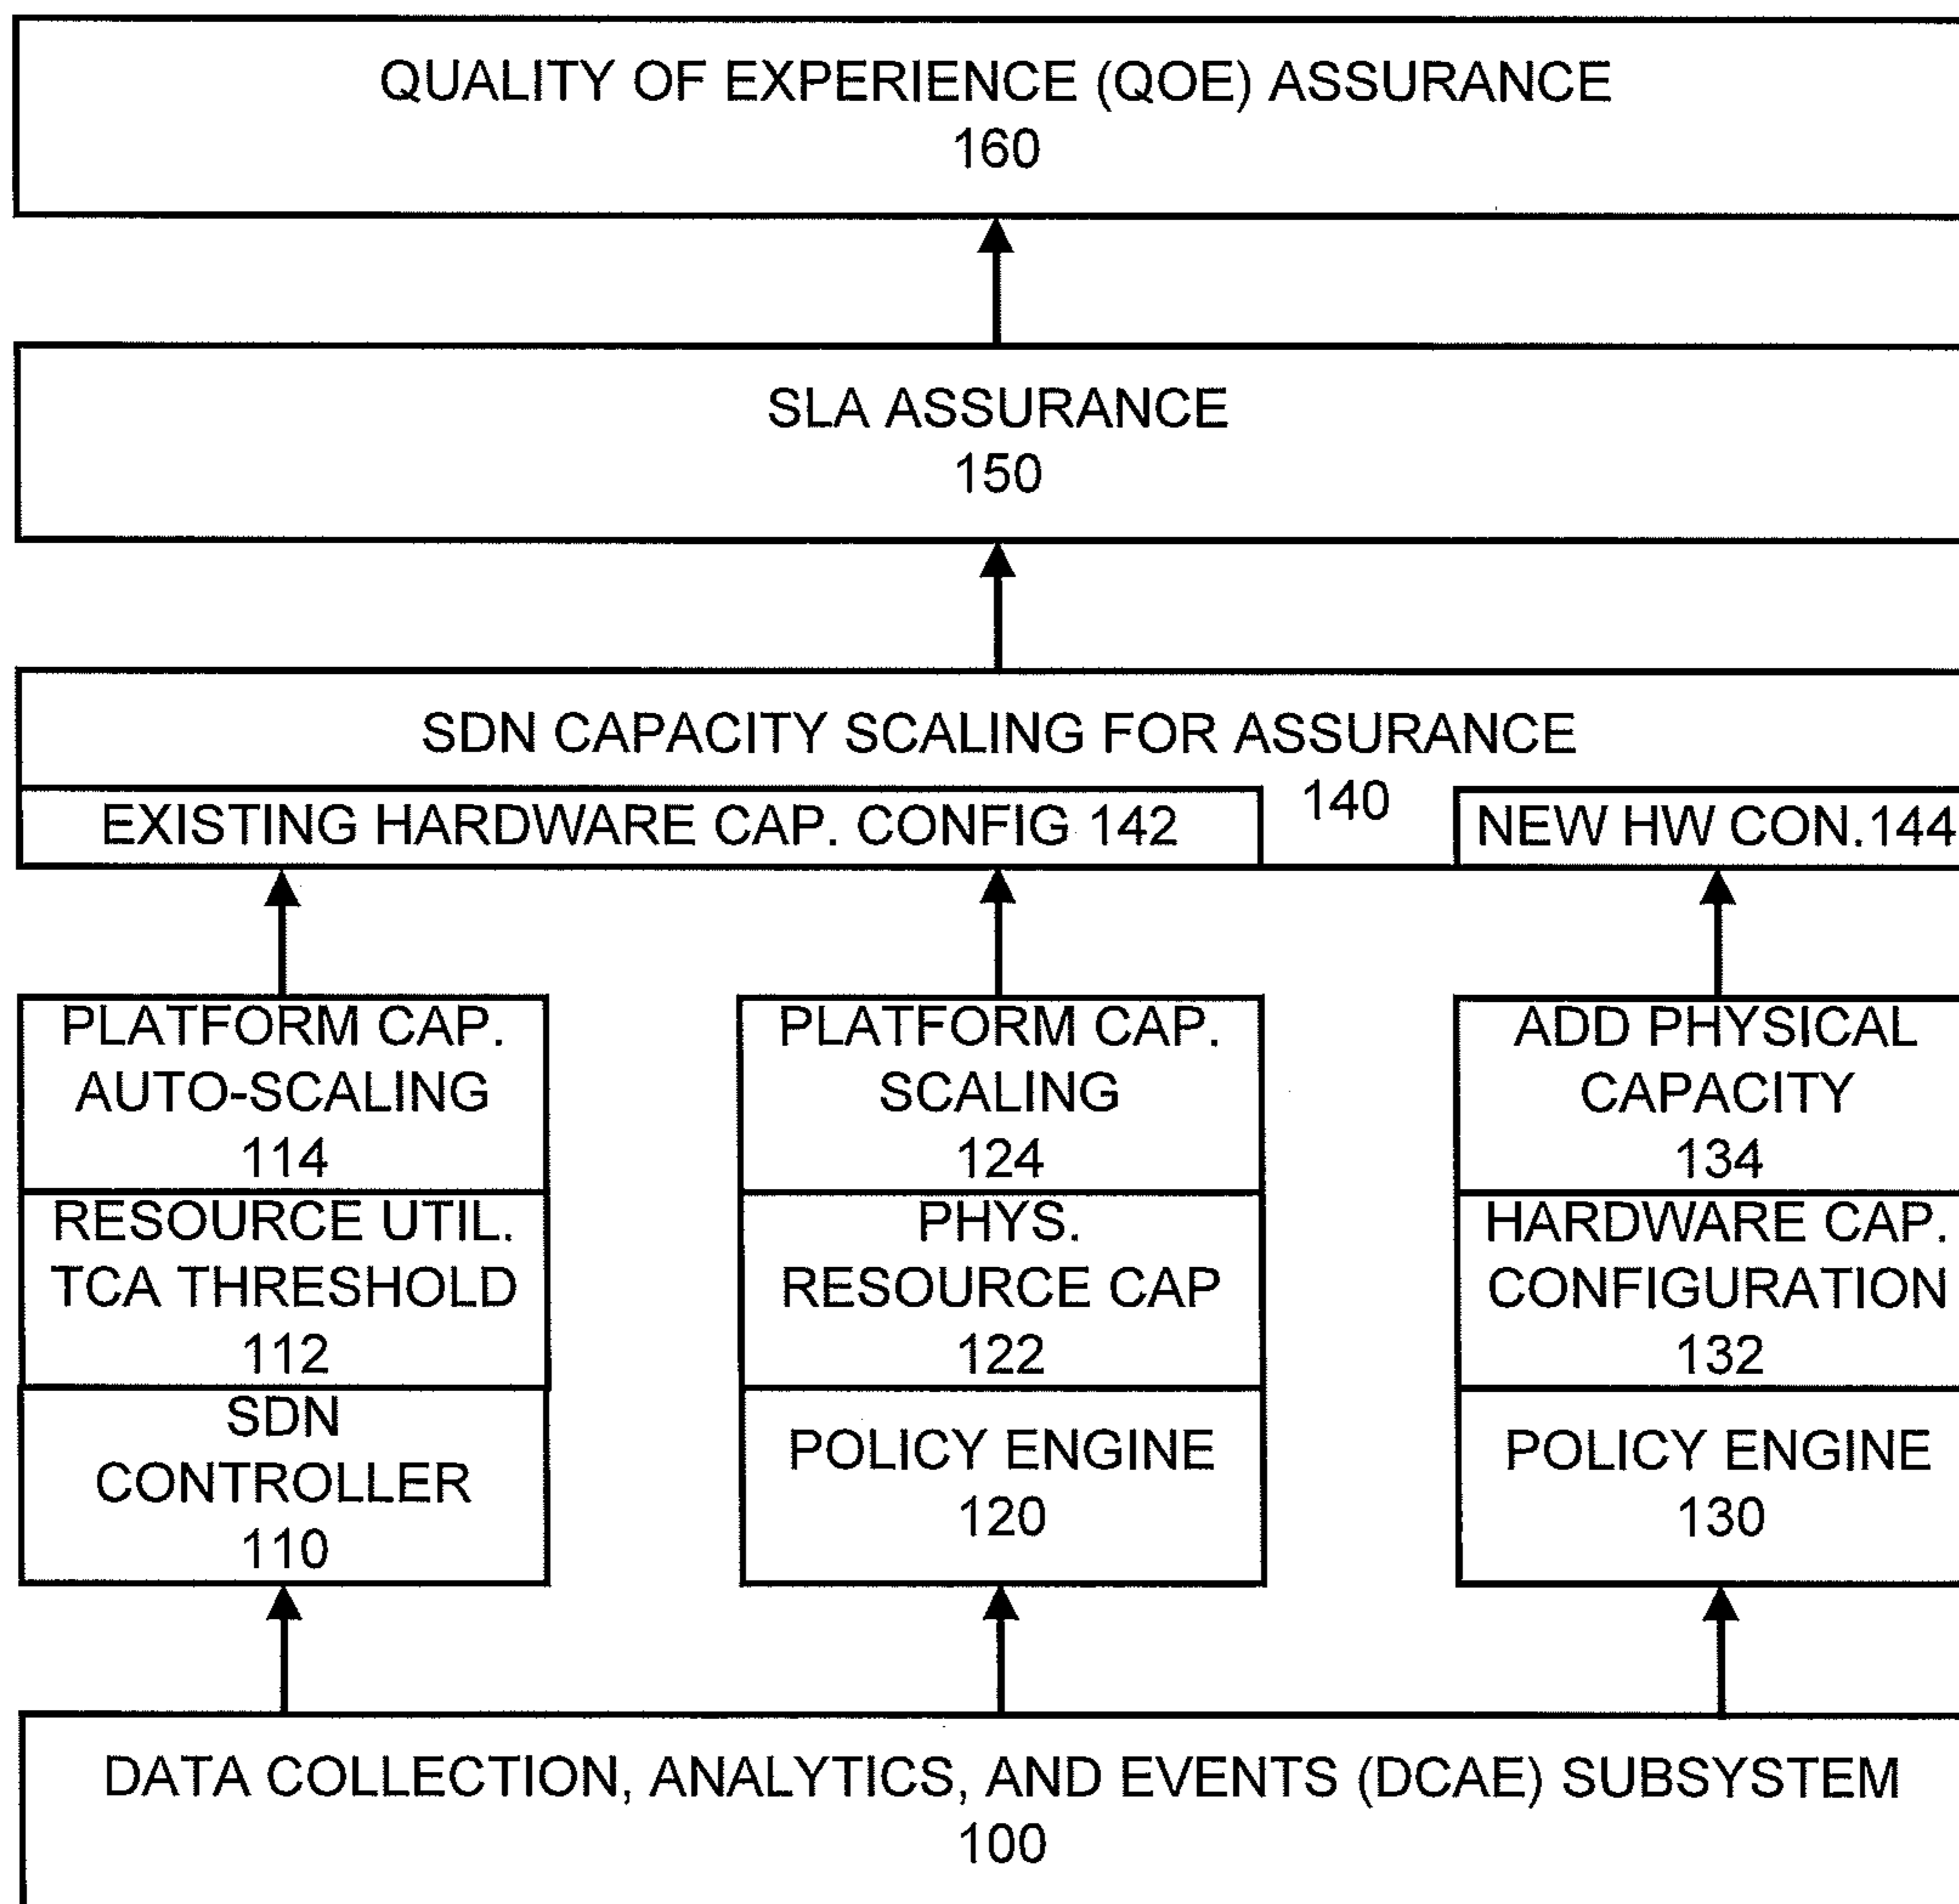 QUALITY OF EXPERIENCE (QOE) ASSURANCE
160
SLA ASSURANCE
150
SDN CAPACITY SCALING FOR ASSURANCE
140
EXISTING HARDWARE CAP. CONFIG 142
NEW HW CON.144
PLATFORM CAP.
AUTO-SCALING
114
RESOURCE UTIL.
TCA THRESHOLD
112
SDN
CONTROLLER
110
PLATFORM CAP.
SCALING
124
PHYS.
RESOURCE CAP
122
POLICY ENGINE
120
ADD PHYSICAL
CAPACITY
134
HARDWARE CAP.
CONFIGURATION
132
POLICY ENGINE
130
DATA COLLECTION, ANALYTICS, AND EVENTS (DCAE) SUBSYSTEM
100